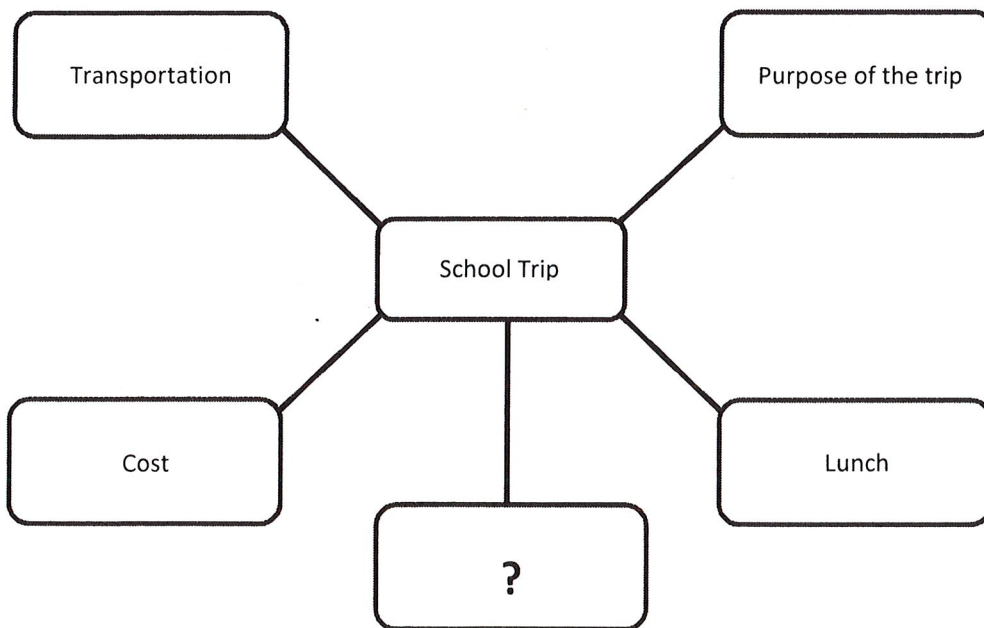 Transportation
Purpose of the trip
School Trip
Cost
Lunch
?